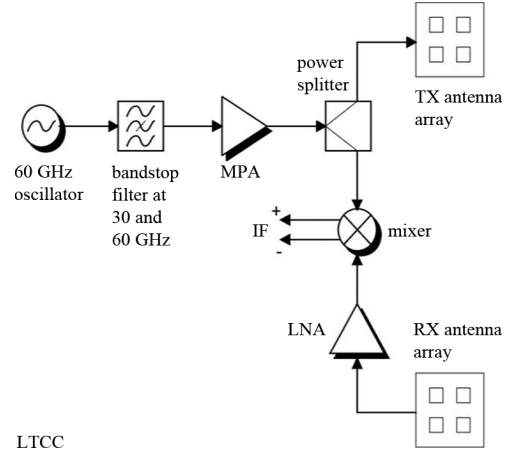 power
splitter
TX antenna
array
60 GHz
oscillator
bandstop
filter at
30 and
60 GHz
MPA
+
IF
-
mixer
LNA
RX antenna
array
LTCC